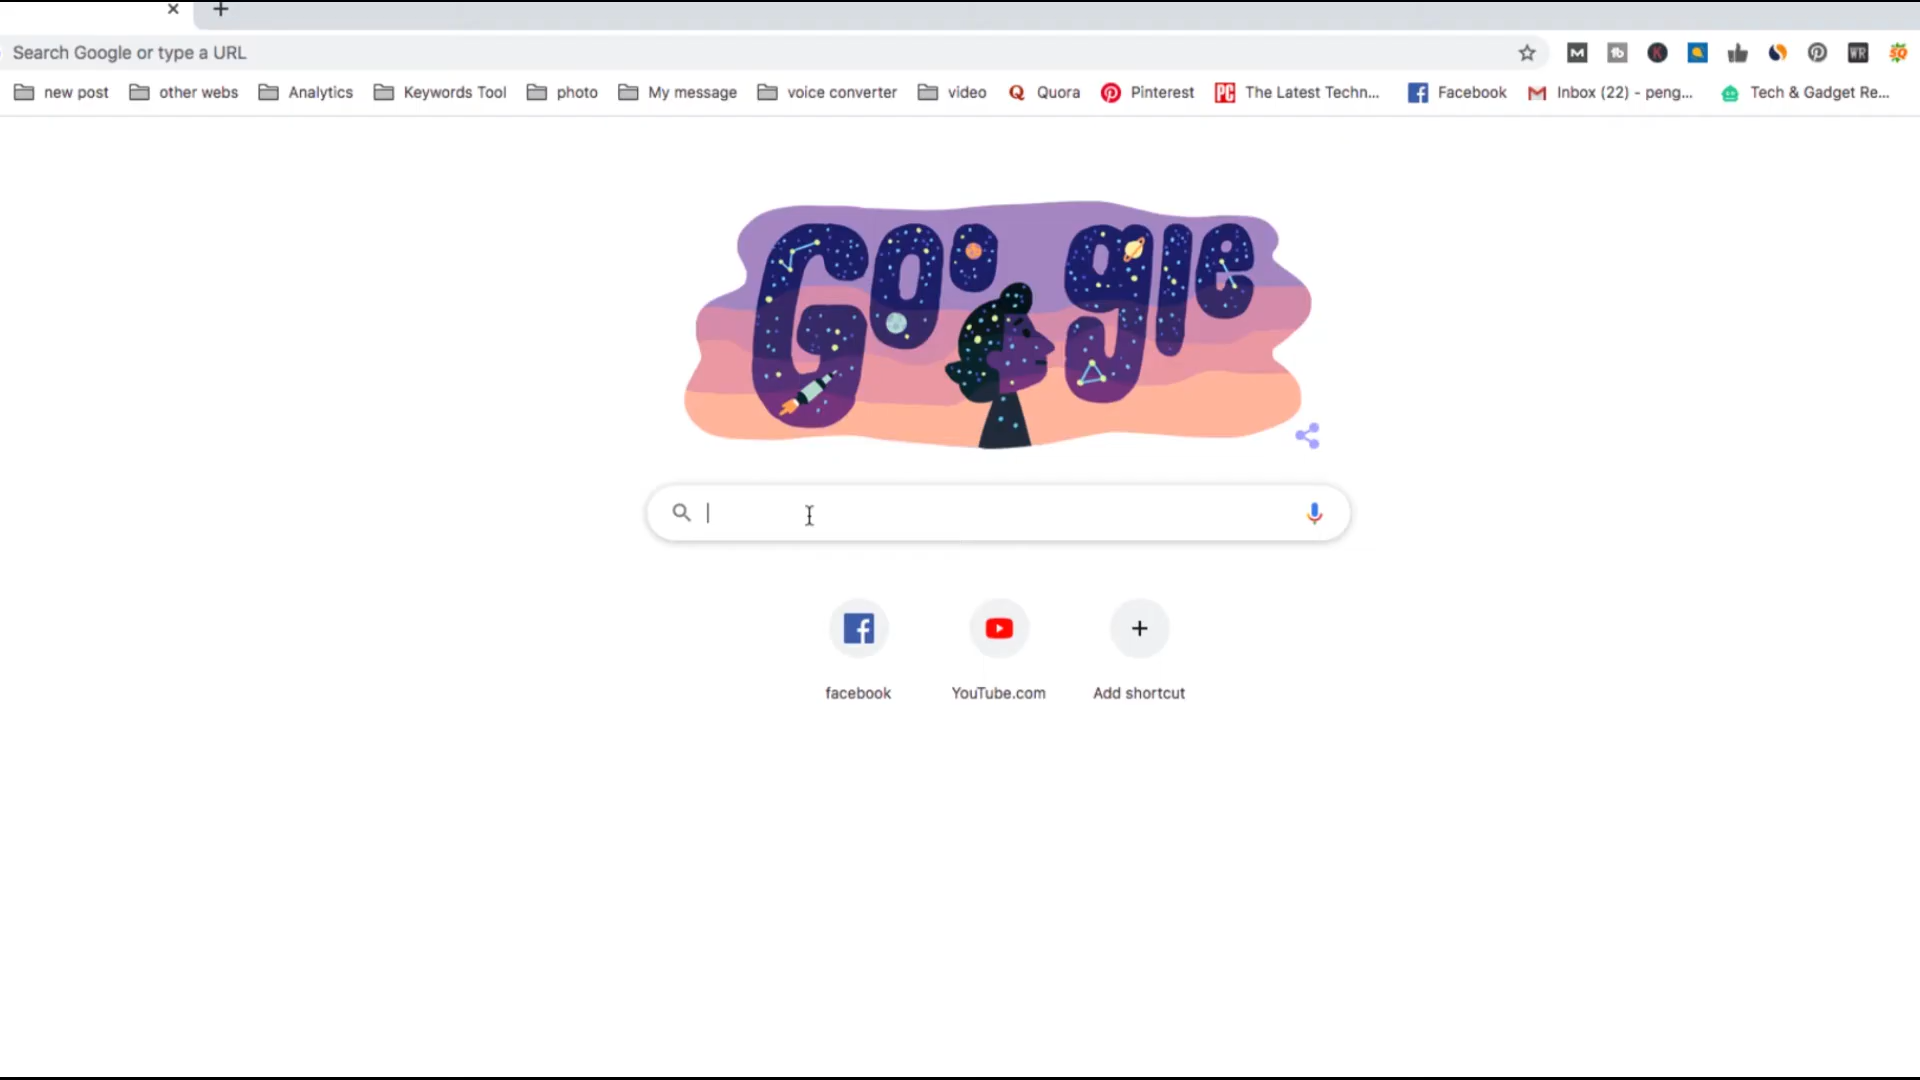 Search Google or type a URL
new post other webs Analytics Keywords Tool photo My message voice converter video Quora Pinterest The Latest Techn... Facebook Inbox (22) - peng... Tech & Gadget Re...
Google
facebook YouTube.com Add shortcut